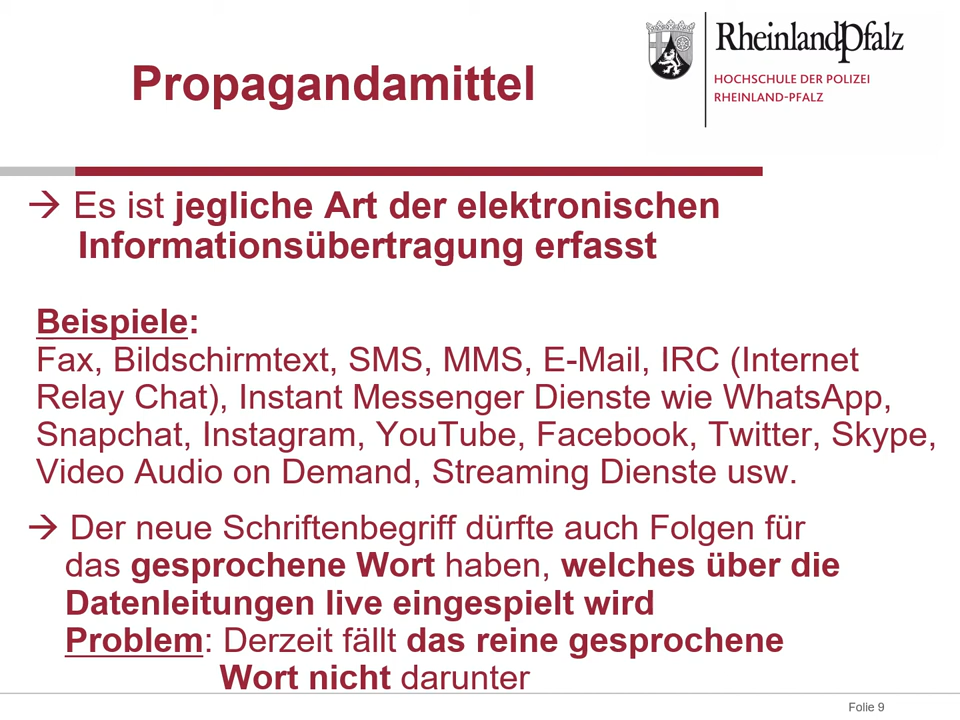 Propagandamittel
RheinlandPfalz
HOCHSCHULE DER POLIZEI
RHEINLAND-PFALZ
→ Es ist jegliche Art der elektronischen
Informationsübertragung erfasst
Beispiele:
Fax, Bildschirmtext, SMS, MMS, E-Mail, IRC (Internet
Relay Chat), Instant Messenger Dienste wie WhatsApp,
Snapchat, Instagram, YouTube, Facebook, Twitter, Skype,
Video Audio on Demand, Streaming Dienste usw.
→ Der neue Schriftenbegriff dürfte auch Folgen für
das gesprochene Wort haben, welches über die
Datenleitungen live eingespielt wird
Problem: Derzeit fällt das reine gesprochene
Wort nicht darunter
Folie 9